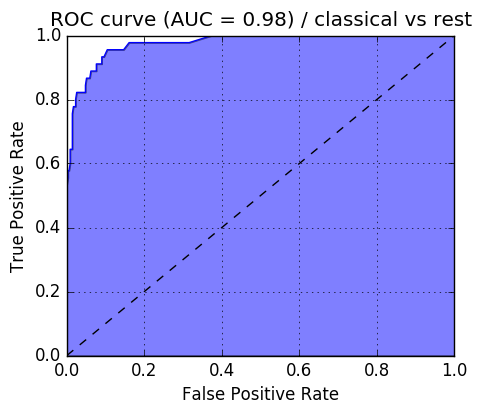 ROC curve (AUC = 0.98) / classical vs rest
1.0
0.8
0.6
0.4
0.2
0.0
True Positive Rate
0.0 0.2 0.4 0.6 0.8 1.0
False Positive Rate